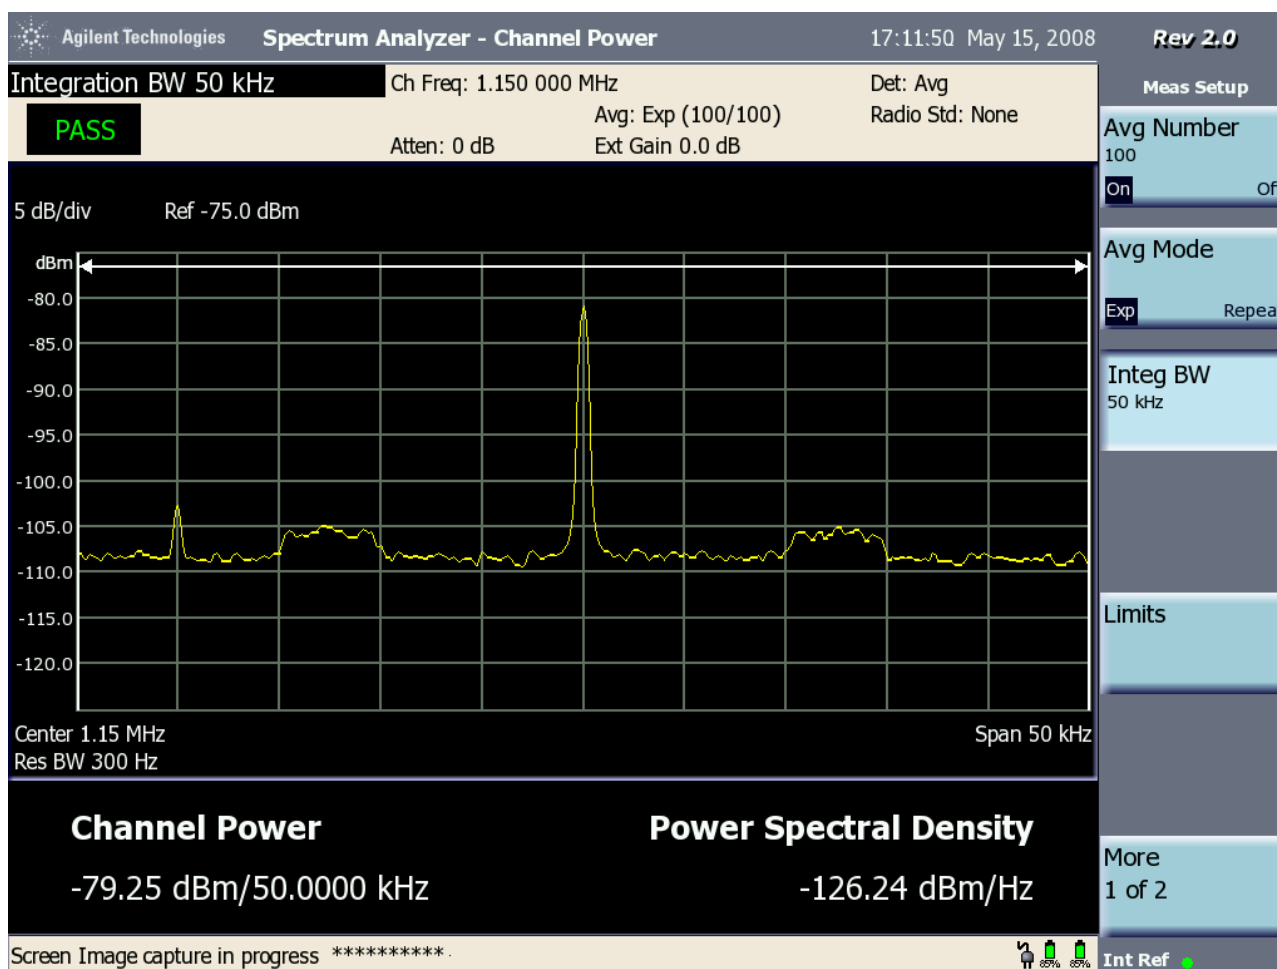 Agilent Technologies Spectrum Analyzer - Channel Power 17:11:50 May 15, 2008 Rev 2.0
Integration BW 50 kHz Ch Freq: 1.150 000 MHz Det: Avg
PASS Avg: Exp (100/100) Radio Std: None
Atten: 0 dB Ext Gain 0.0 dB
5 dB/div Ref -75.0 dBm
dBm
-80.0
-85.0
-90.0
-95.0
-100.0
-105.0
-110.0
-115.0
-120.0
Center 1.15 MHz Span 50 kHz
Res BW 300 Hz
Channel Power Power Spectral Density
-79.25 dBm/50.0000 kHz -126.24 dBm/Hz
Screen Image capture in progress **********.
85% 85%
Meas Setup
Avg Number
100
On Of
Avg Mode
Exp Repea
Integ BW
50 kHz
Limits
More
1 of 2
Int Ref